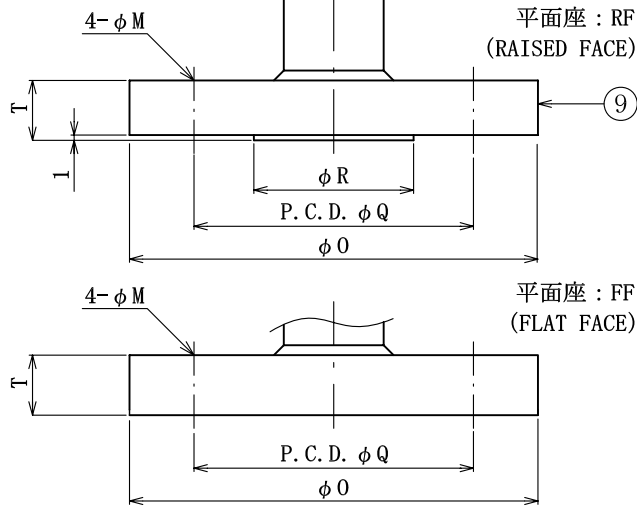 4-φM
平面座：RF
(RAISED FACE)
T
9
1
φR
P.C.D. φQ
φO
4-φM
平面座：FF
(FLAT FACE)
T
P.C.D. φQ
φO